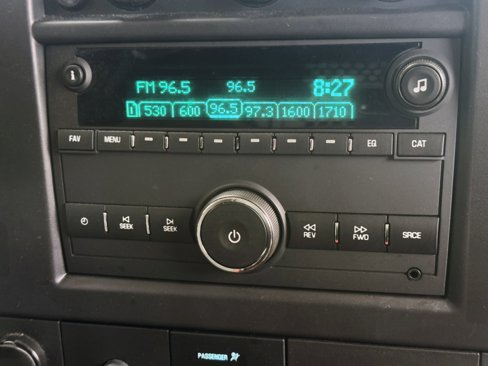 FM 96.5 96.5 8:27
1 530 600 96.5 97.3 1600 1710
FAV MENU EQ CAT
SEEK SEEK REV FWD SRCE
PASSENGER